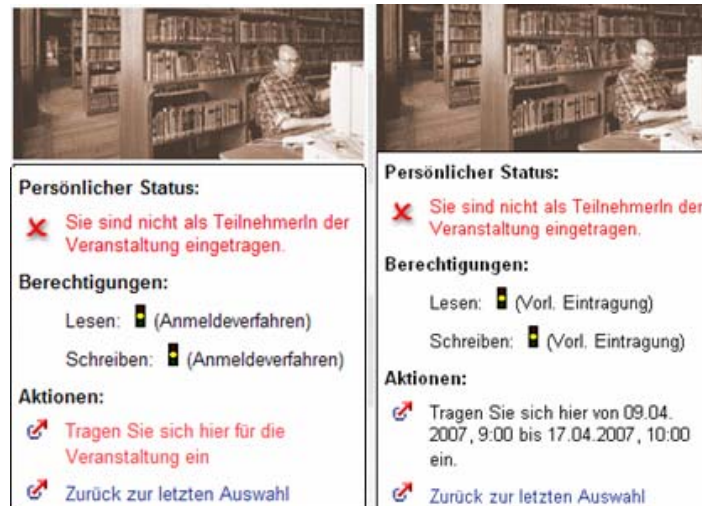 Persönlicher Status:
Sie sind nicht als TeilnehmerIn der
Veranstaltung eingetragen.
Berechtigungen:
Lesen: (Anmeldeverfahren)
Schreiben: (Anmeldeverfahren)
Aktionen:
Tragen Sie sich hier für die
Veranstaltung ein
Zurück zur letzten Auswahl
Persönlicher Status:
Sie sind nicht als TeilnehmerIn der
Veranstaltung eingetragen.
Berechtigungen:
Lesen: (Vorl. Eintragung)
Schreiben: (Vorl. Eintragung)
Aktionen:
Tragen Sie sich hier von 09.04.
2007, 9:00 bis 17.04.2007, 10:00
ein.
Zurück zur letzten Auswahl